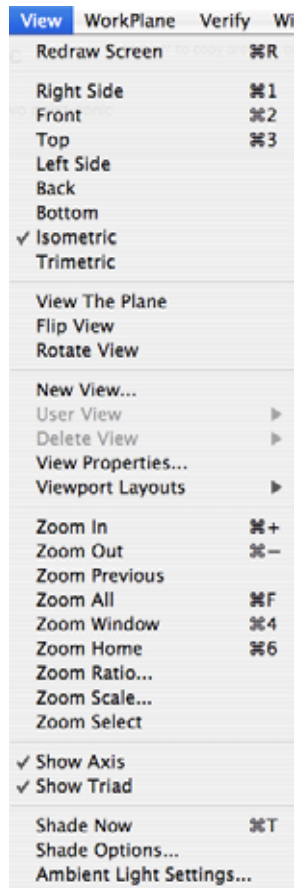 View WorkPlane Verify Wi
Redraw Screen ⌘R
Right Side ⌘1
Front ⌘2
Top ⌘3
Left Side
Back
Bottom
✓ Isometric
Trimetric
View The Plane
Flip View
Rotate View
New View...
User View
Delete View
View Properties...
Viewport Layouts
Zoom In ⌘+
Zoom Out ⌘−
Zoom Previous
Zoom All ⌘F
Zoom Window ⌘4
Zoom Home ⌘6
Zoom Ratio...
Zoom Scale...
Zoom Select
✓ Show Axis
✓ Show Triad
Shade Now ⌘T
Shade Options...
Ambient Light Settings...